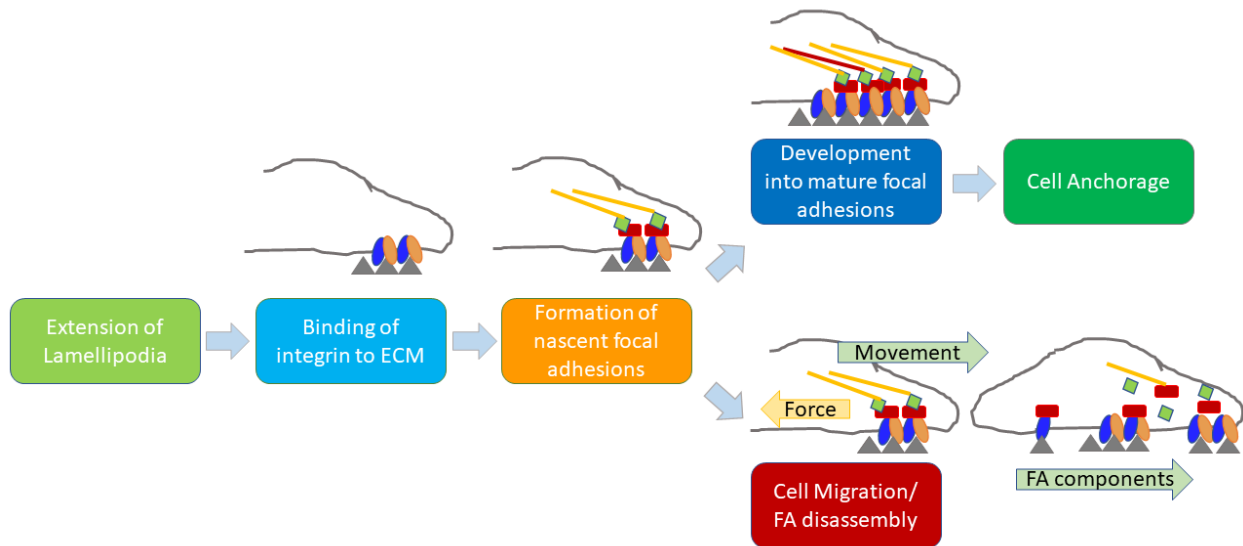 Extension of
Lamellipodia
Binding of
integrin to ECM
Formation of
nascent focal
adhesions
Development
into mature focal
adhesions
Cell Anchorage
Movement
Force
Cell Migration/
FA disassembly
FA components